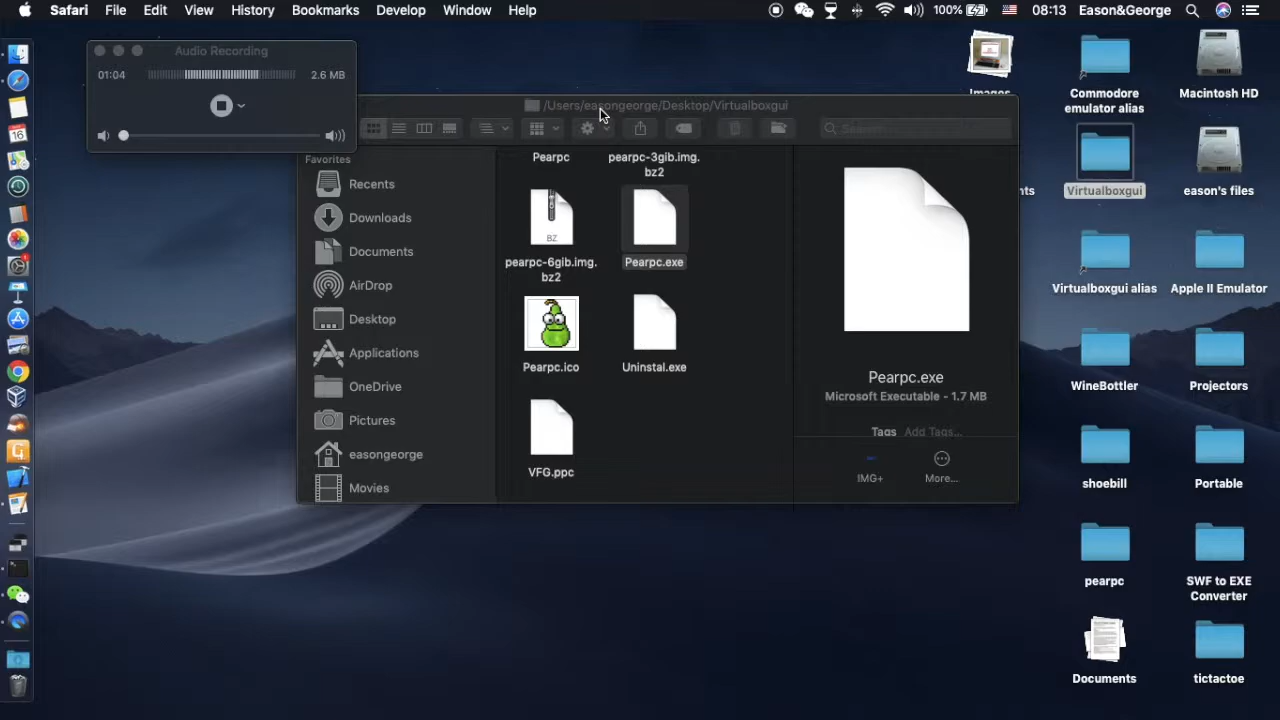 Safari File Edit View History Bookmarks Develop Window Help
100% 08:13 Eason&George
Audio Recording
01:04 2.6 MB
/Users/easongeorge/Desktop/Virtualboxgui
Favorites
Recents
Downloads
Documents
AirDrop
Desktop
Applications
OneDrive
Pictures
easongeorge
Movies
Pearpc
pearpc-3gib.img.
bz2
BZ
pearpc-6gib.img.
bz2
Pearpc.exe
Pearpc.ico
Uninstal.exe
VFG.ppc
Pearpc.exe
Microsoft Executable - 1.7 MB
Tags Add Tags...
IMG+
More...
Images
Commodore
emulator alias
Macintosh HD
Virtualboxgui
eason's files
Virtualboxgui alias
Apple II Emulator
WineBottler
Projectors
shoebill
Portable
pearpc
SWF to EXE
Converter
Documents
tictactoe
16